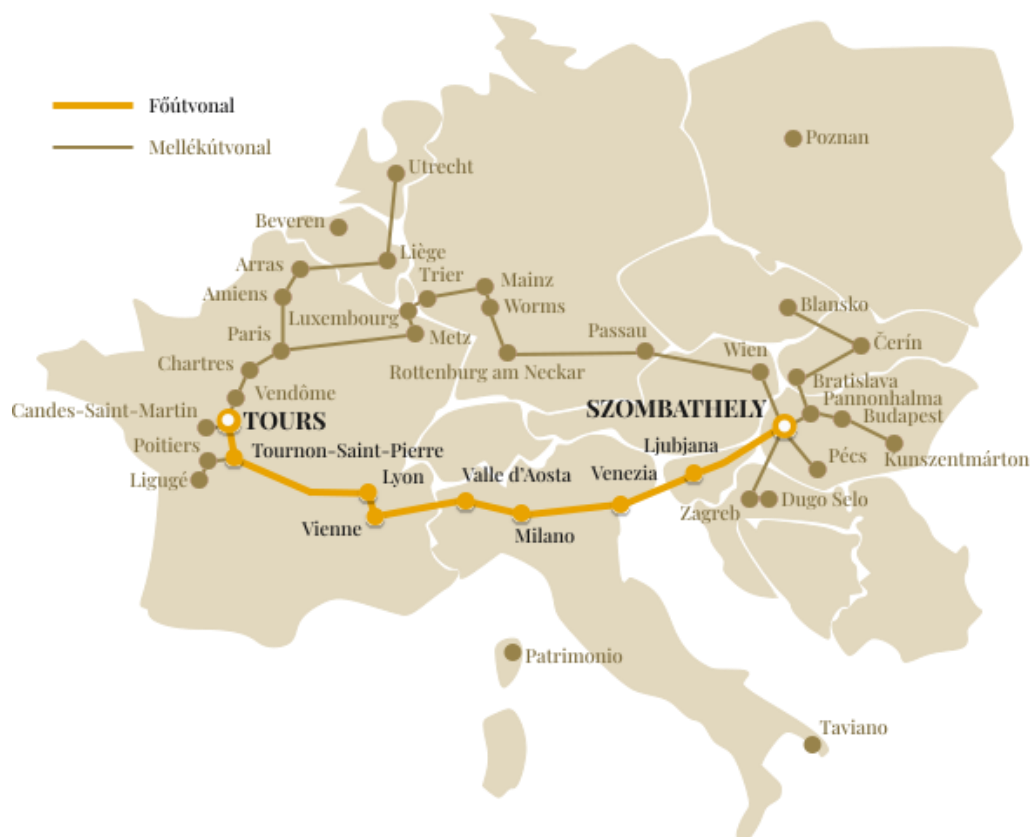 Főútvonal
Mellékútvonal
Poznan
Utrecht
Beveren
Liège
Arras
Trier
Mainz
Amiens
Luxembourg
Worms
Blansko
Paris
Metz
Passau
Čerín
Chartres
Rottenburg am Neckar
Wien
Vendôme
Bratislava
Candes-Saint-Martin
Pannonhalma
TOURS
SZOMBATHELY
Budapest
Poitiers
Tournon-Saint-Pierre
Ljubjana
Pécs
Kunszentmárton
Ligugé
Lyon
Valle d'Aosta
Venezia
Zagreb
Dugo Selo
Vienne
Milano
Patrimonio
Taviano